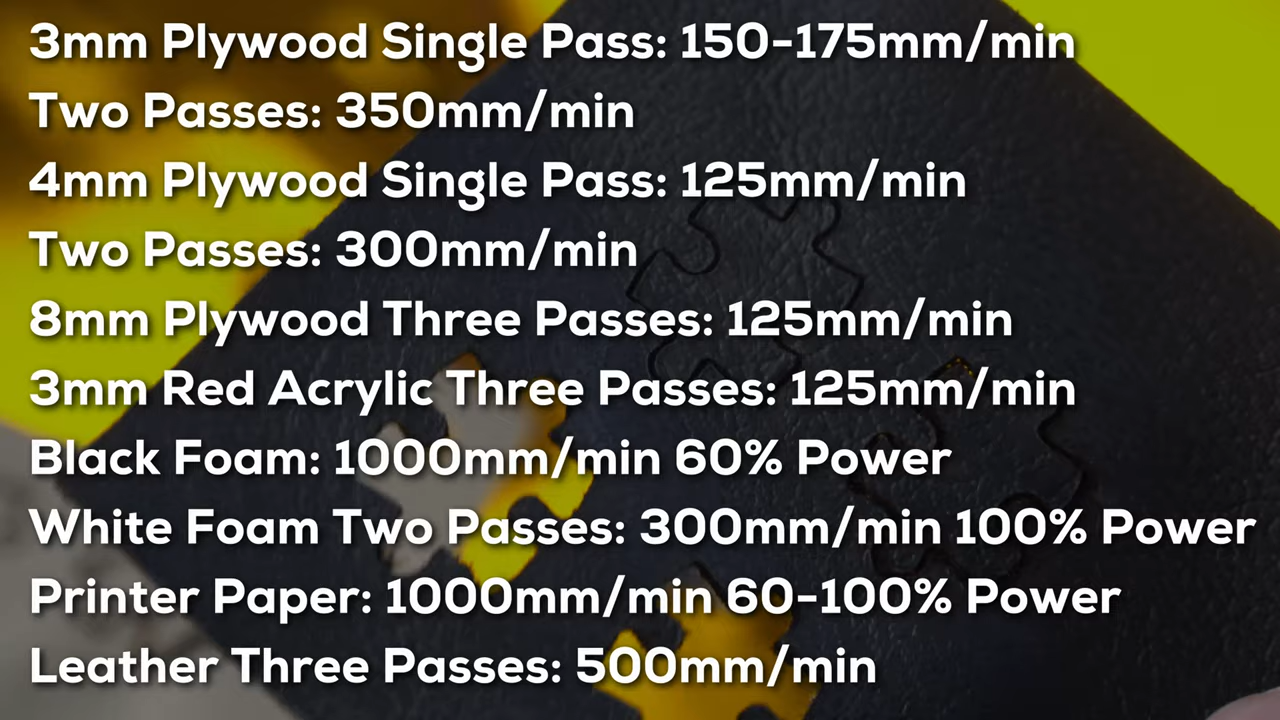 3mm Plywood Single Pass: 150-175mm/min
Two Passes: 350mm/min
4mm Plywood Single Pass: 125mm/min
Two Passes: 300mm/min
8mm Plywood Three Passes: 125mm/min
3mm Red Acrylic Three Passes: 125mm/min
Black Foam: 1000mm/min 60% Power
White Foam Two Passes: 300mm/min 100% Power
Printer Paper: 1000mm/min 60-100% Power
Leather Three Passes: 500mm/min